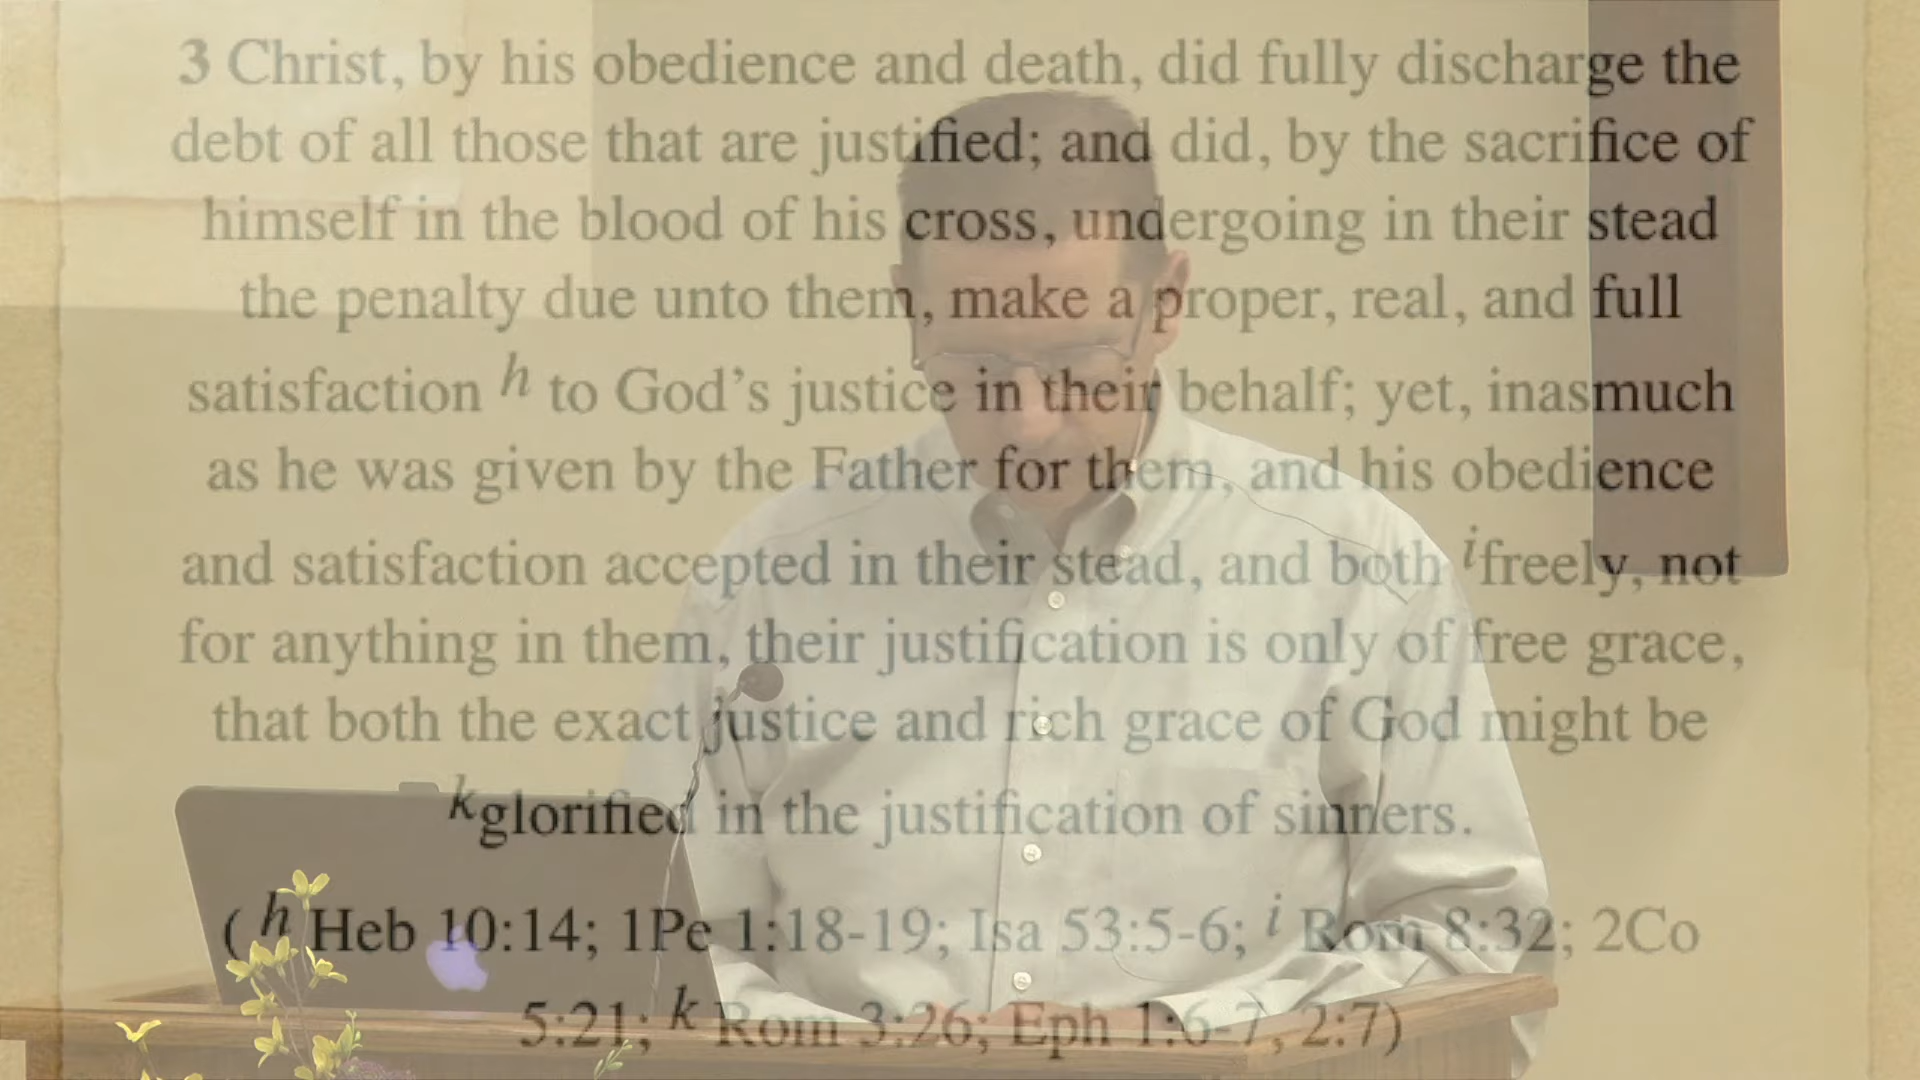 3 Christ, by his obedience and death, did fully discharge the
debt of all those that are justified; and did, by the sacrifice of
himself in the blood of his cross, undergoing in their stead
the penalty due unto them, make a proper, real, and full
satisfaction h to God's justice in their behalf; yet, inasmuch
as he was given by the Father for them, and his obedience
and satisfaction accepted in their stead, and both i freely, not
for anything in them, their justification is only of free grace,
that both the exact justice and rich grace of God might be
k glorified in the justification of sinners.
( h Heb 10:14; 1Pe 1:18-19; Isa 53:5-6; i Rom 8:32; 2Co
5:21; k Rom 3:26; Eph 1:6-7, 2:7)